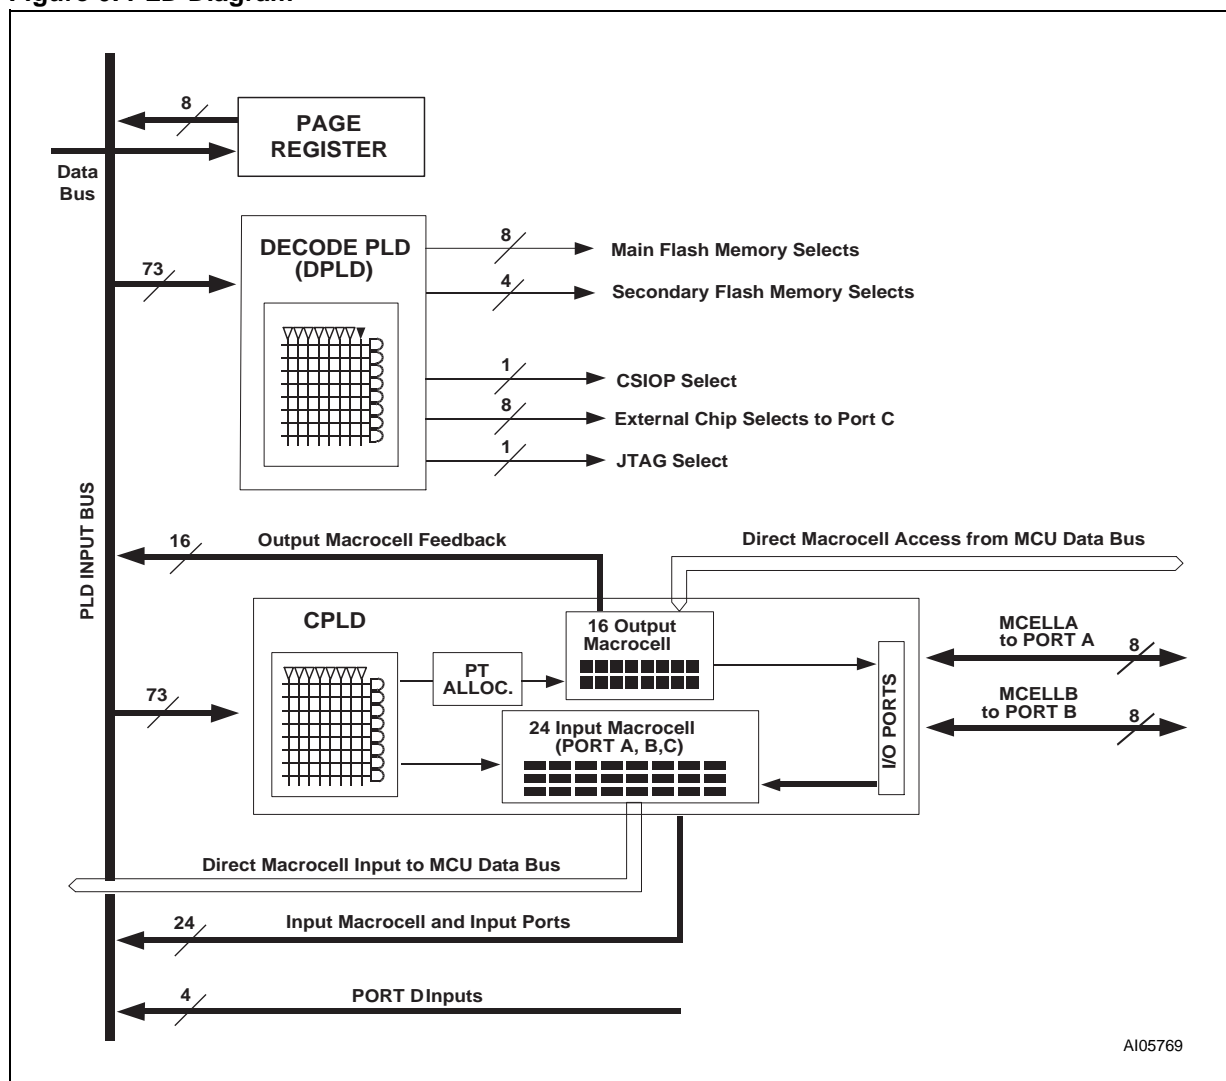 8
PAGE
REGISTER
Data
Bus
DECODE PLD
(DPLD)
73
8
Main Flash Memory Selects
4
Secondary Flash Memory Selects
1
CSIOP Select
8
External Chip Selects to Port C
1
JTAG Select
PLD INPUT BUS
16
Output Macrocell Feedback
Direct Macrocell Access from MCU Data Bus
CPLD
16 Output
Macrocell
PT
ALLOC.
73
24 Input Macrocell
(PORT A, B,C)
I/O PORTS
MCELLA
to PORT A
8
MCELLB
to PORT B
8
Direct Macrocell Input to MCU Data Bus
24
Input Macrocell and Input Ports
4
PORT D Inputs
AI05769